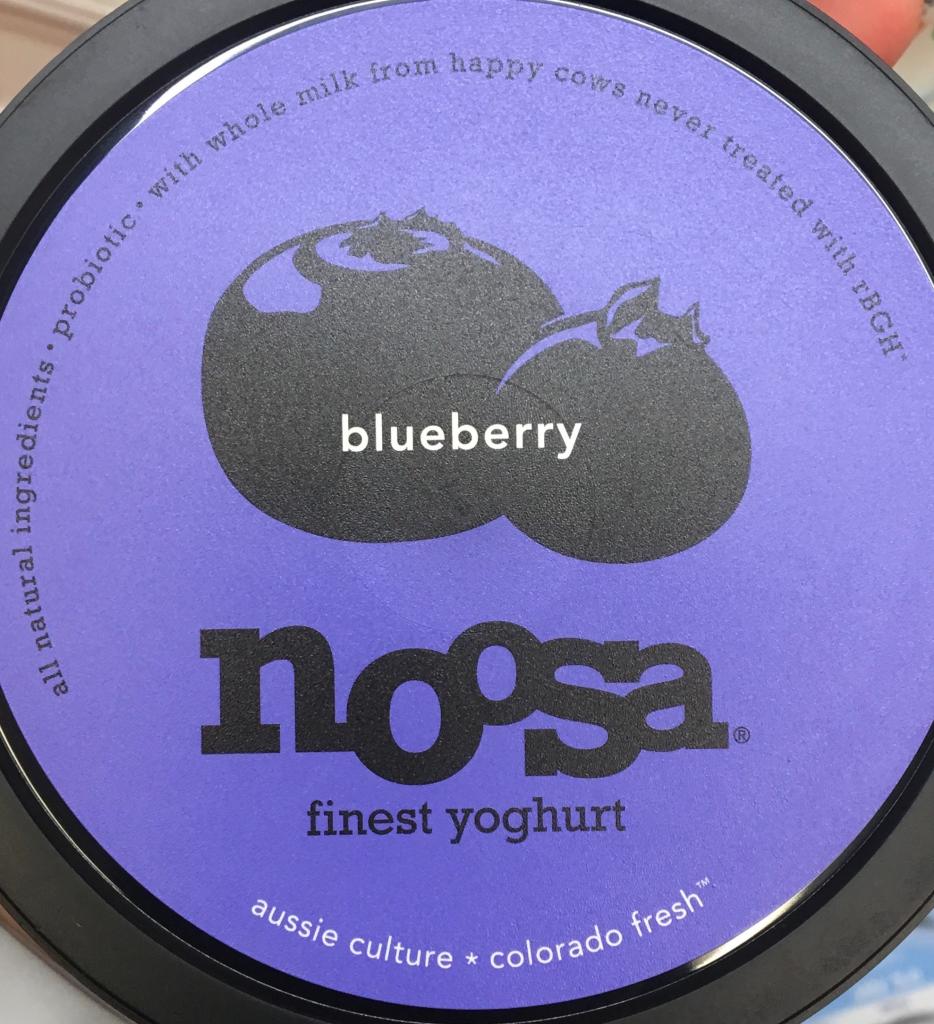 all natural ingredients • probiotic • with whole milk from happy cows never treated with rBGH*
blueberry
noosa®
finest yoghurt
aussie culture * colorado fresh™